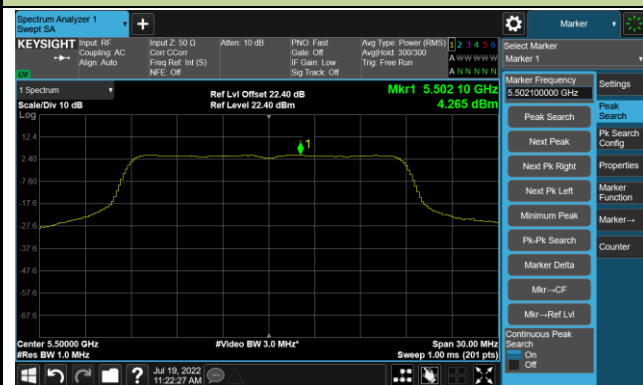 Spectrum Analyzer 1
Swept SA
+
Marker
KEYSIGHT
Input: RF
Coupling: AC
Align: Auto
Input Z: 50 Ω
Corr CCorr
Freq Ref: Int (S)
NFE: Off
Atten: 10 dB
PNO: Fast
Gate: Off
IF Gain: Low
Sig Track: Off
Avg Type: Power (RMS)
Avg|Hold: 300/300
Trig: Free Run
1 2 3 4 5 6
A W W W W W
A N N N N N
Select Marker
Marker 1
1 Spectrum
Scale/Div 10 dB
Log
Ref Lvl Offset 22.40 dB
Ref Level 22.40 dBm
Mkr1 5.502 10 GHz
4.265 dBm
12.4
2.40
-7.60
-17.6
-27.6
-37.6
-47.6
-57.6
-67.6
1
Center 5.50000 GHz
#Res BW 1.0 MHz
#Video BW 3.0 MHz*
Span 30.00 MHz
Sweep 1.00 ms (201 pts)
Marker Frequency
5.502100000 GHz
Peak Search
Next Peak
Next Pk Right
Next Pk Left
Minimum Peak
Pk-Pk Search
Marker Delta
Mkr→CF
Mkr→Ref Lvl
Continuous Peak
Search
On
Off
Settings
Peak
Search
Pk Search
Config
Properties
Marker
Function
Marker→
Counter
?
Jul 19, 2022
11:22:27 AM